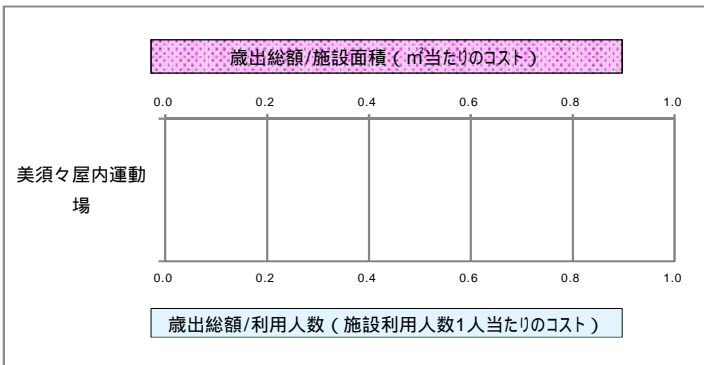 歳出総額/施設面積（㎡当たりのコスト）
0.0 0.2 0.4 0.6 0.8 1.0
美須々屋内運動
場
0.0 0.2 0.4 0.6 0.8 1.0
歳出総額/利用人数（施設利用人数1人当たりのコスト）